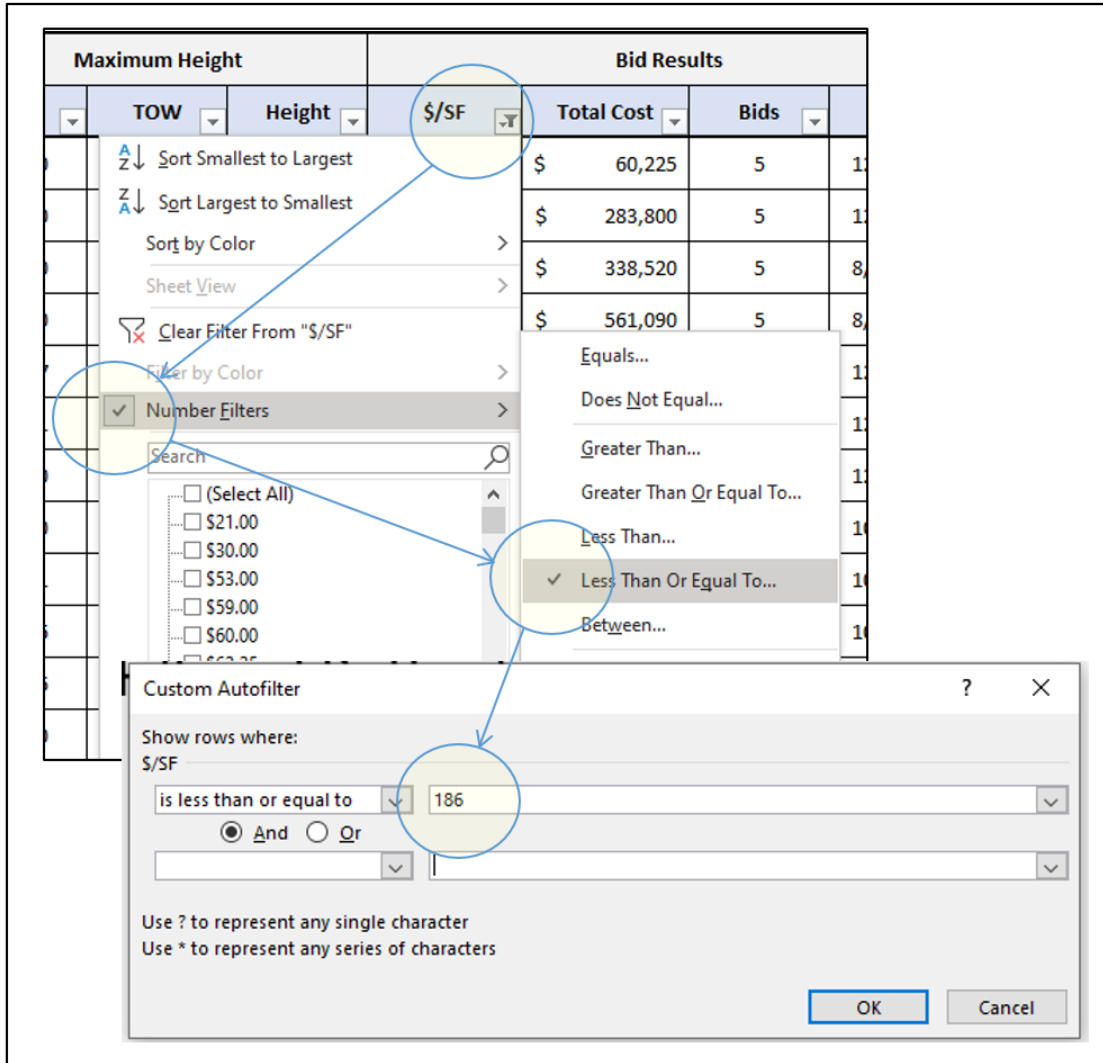 Maximum Height Bid Results
TOW Height $/SF Total Cost Bids
Sort Smallest to Largest
Sort Largest to Smallest
Sort by Color
Sheet View
Clear Filter From "$/SF"
Filter by Color
Number Filters
Search
(Select All)
$21.00
$30.00
$53.00
$59.00
$60.00
$ 60,225 5
$ 283,800 5
$ 338,520 5 8/
$ 561,090 5 8/
Equals...
Does Not Equal...
Greater Than...
Greater Than Or Equal To...
Less Than...
Less Than Or Equal To...
Between...
Custom Autofilter ? X
Show rows where:
$/SF
is less than or equal to 186
And Or
Use ? to represent any single character
Use * to represent any series of characters
OK Cancel